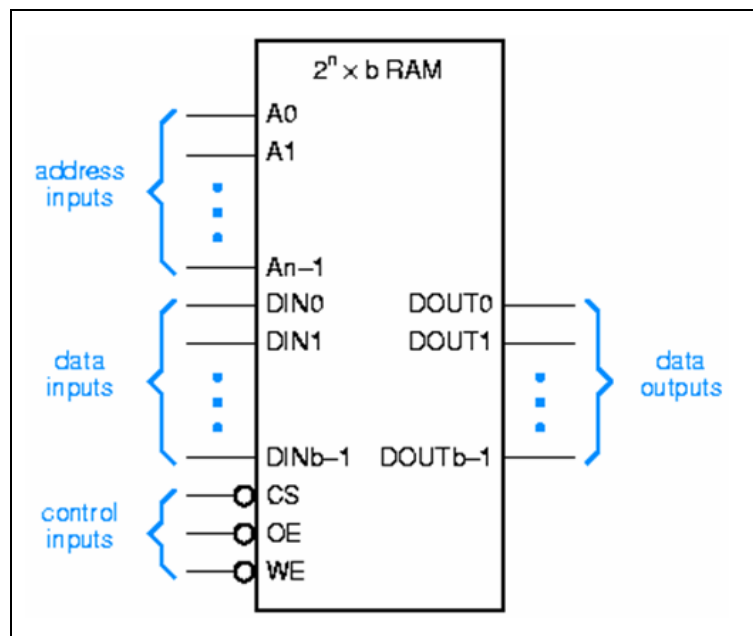 2ⁿ × b RAM
address
inputs
A0
A1
An–1
data
inputs
DIN0
DIN1
DINb–1
DOUT0
DOUT1
DOUTb–1
data
outputs
control
inputs
CS
OE
WE